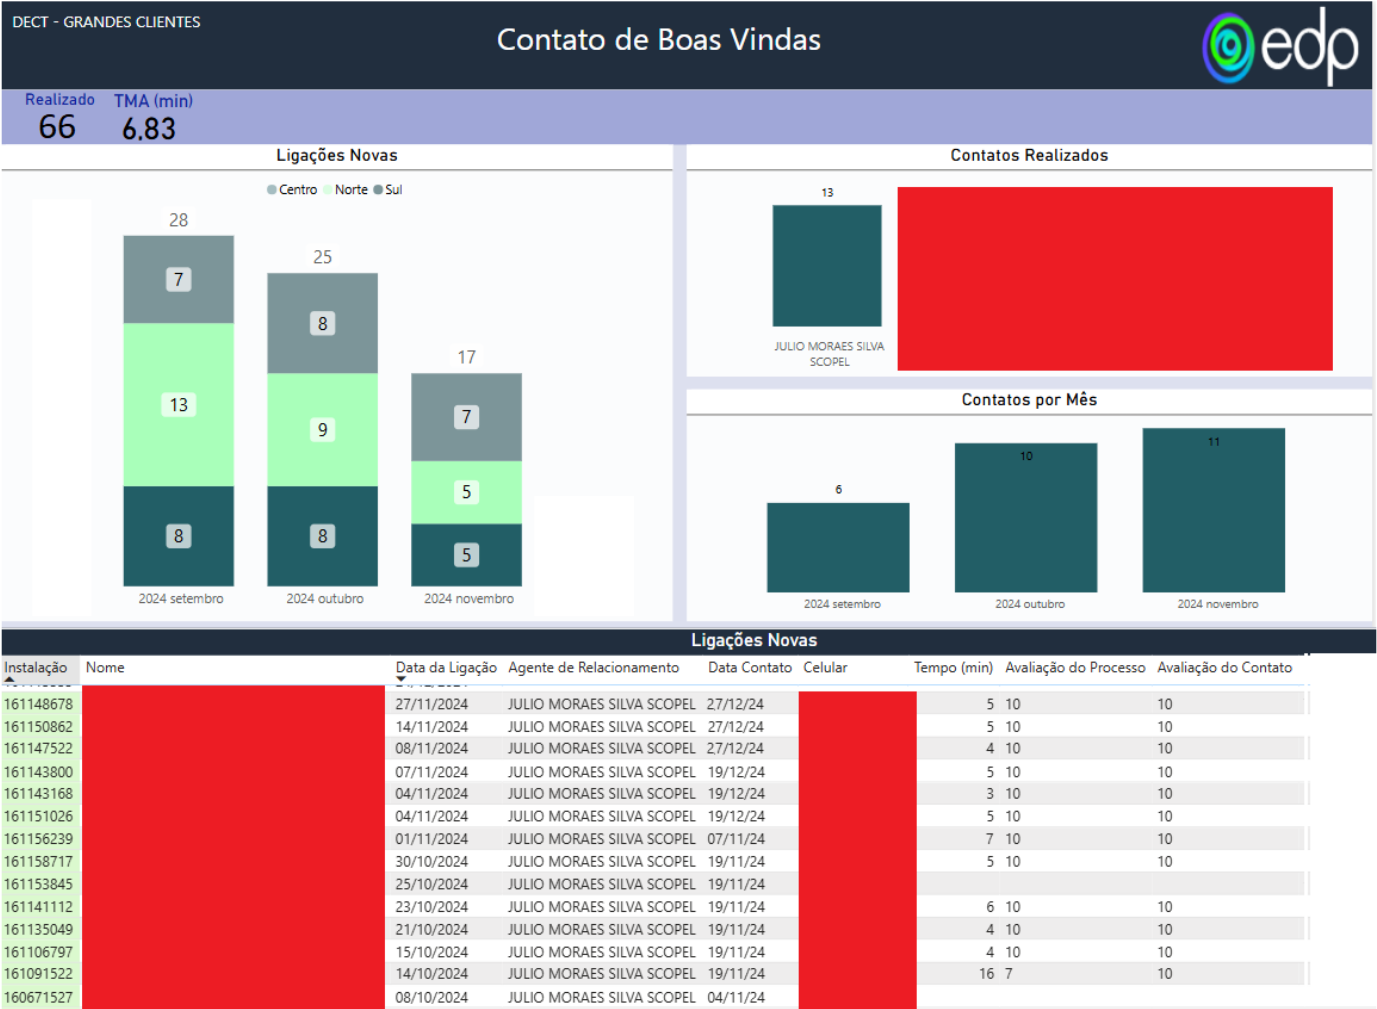 DECT - GRANDES CLIENTES
Contato de Boas Vindas
edp
Realizado TMA (min)
66 6,83
Ligações Novas
Centro Norte Sul
28
7
13
8
25
8
9
8
17
7
5
5
2024 setembro 2024 outubro 2024 novembro
Contatos Realizados
13
JULIO MORAES SILVA
SCOPEL
Contatos por Mês
6
10
11
2024 setembro 2024 outubro 2024 novembro
Ligações Novas
Instalação Nome Data da Ligação Agente de Relacionamento Data Contato Celular Tempo (min) Avaliação do Processo Avaliação do Contato
161148678 27/11/2024 JULIO MORAES SILVA SCOPEL 27/12/24 5 10 10
161150862 14/11/2024 JULIO MORAES SILVA SCOPEL 27/12/24 5 10 10
161147522 08/11/2024 JULIO MORAES SILVA SCOPEL 27/12/24 4 10 10
161143800 07/11/2024 JULIO MORAES SILVA SCOPEL 19/12/24 5 10 10
161143168 04/11/2024 JULIO MORAES SILVA SCOPEL 19/12/24 3 10 10
161151026 04/11/2024 JULIO MORAES SILVA SCOPEL 19/12/24 5 10 10
161156239 01/11/2024 JULIO MORAES SILVA SCOPEL 07/11/24 7 10 10
161158717 30/10/2024 JULIO MORAES SILVA SCOPEL 19/11/24 5 10 10
161153845 25/10/2024 JULIO MORAES SILVA SCOPEL 19/11/24
161141112 23/10/2024 JULIO MORAES SILVA SCOPEL 19/11/24 6 10 10
161135049 21/10/2024 JULIO MORAES SILVA SCOPEL 19/11/24 4 10 10
161106797 15/10/2024 JULIO MORAES SILVA SCOPEL 19/11/24 4 10 10
161091522 14/10/2024 JULIO MORAES SILVA SCOPEL 19/11/24 16 7 10
160671527 08/10/2024 JULIO MORAES SILVA SCOPEL 04/11/24